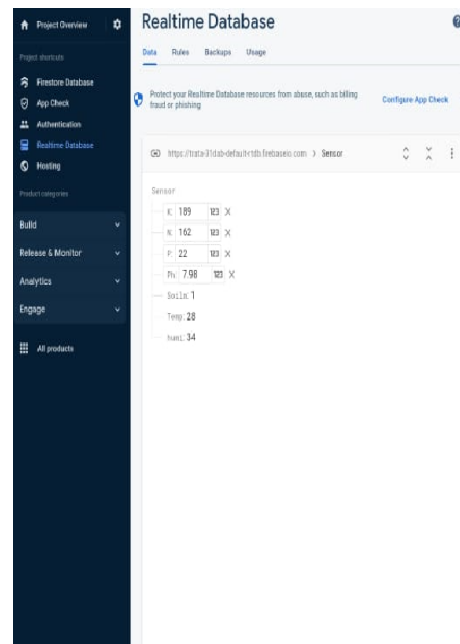 Project Overview
Project shortcuts
Firestore Database
App Check
Authentication
Realtime Database
Hosting
Product categories
Build
Release & Monitor
Analytics
Engage
All products
Realtime Database
Data Rules Backups Usage
Protect your Realtime Database resources from abuse, such as billing
fraud or phishing
Configure App Check
> Sensor
Sensor
K: 189 123
N: 162 123
P: 22 123
Ph: 7.98 123
Temp: 28
humi: 34